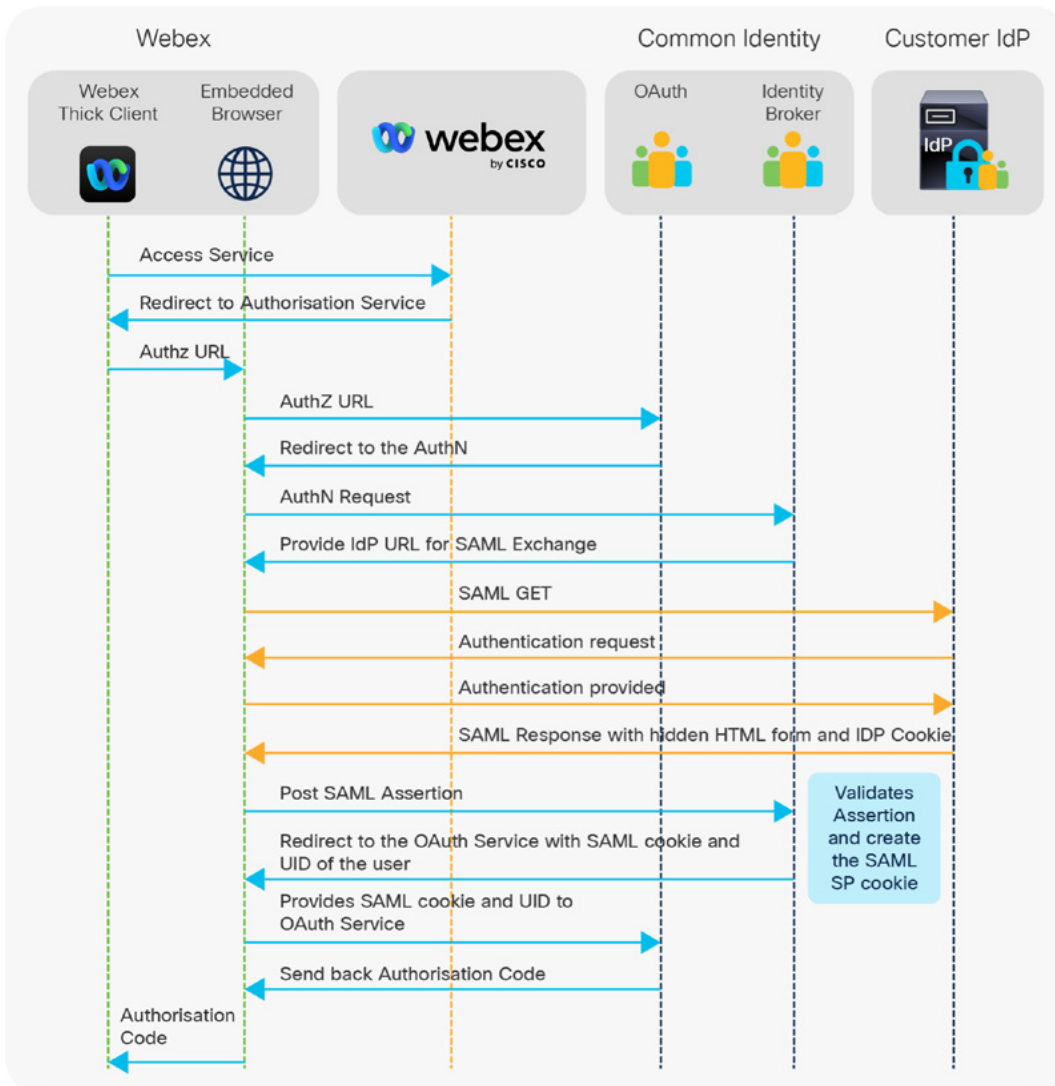 Webex
Common Identity
Customer IdP
Webex
Thick Client
Embedded
Browser
webex
by CISCO
OAuth
Identity
Broker
IdP
Access Service
Redirect to Authorisation Service
Authz URL
AuthZ URL
Redirect to the AuthN
AuthN Request
Provide IdP URL for SAML Exchange
SAML GET
Authentication request
Authentication provided
SAML Response with hidden HTML form and IDP Cookie
Post SAML Assertion
Validates
Assertion
and create
the SAML
SP cookie
Redirect to the OAuth Service with SAML cookie and
UID of the user
Provides SAML cookie and UID to
OAuth Service
Send back Authorisation Code
Authorisation
Code